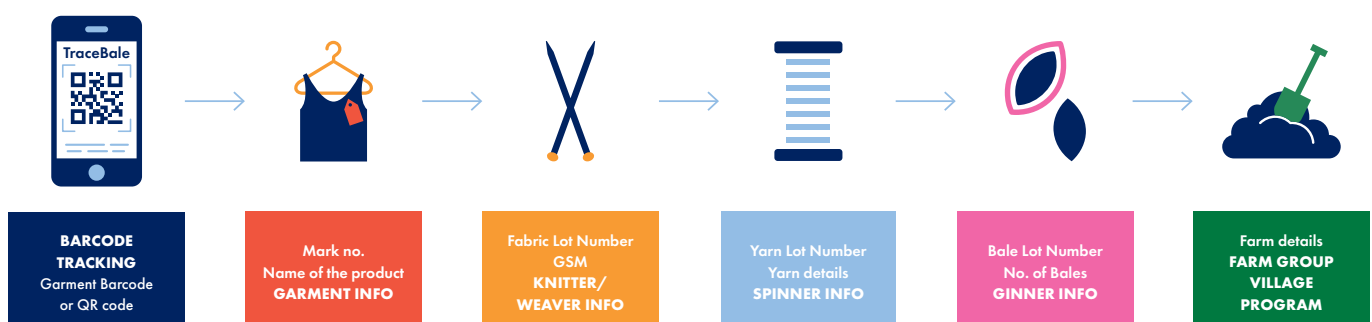 TraceBale
BARCODE
TRACKING
Garment Barcode
or QR code
Mark no.
Name of the product
GARMENT INFO
Fabric Lot Number
GSM
KNITTER/
WEAVER INFO
Yarn Lot Number
Yarn details
SPINNER INFO
Bale Lot Number
No. of Bales
GINNER INFO
Farm details
FARM GROUP
VILLAGE
PROGRAM